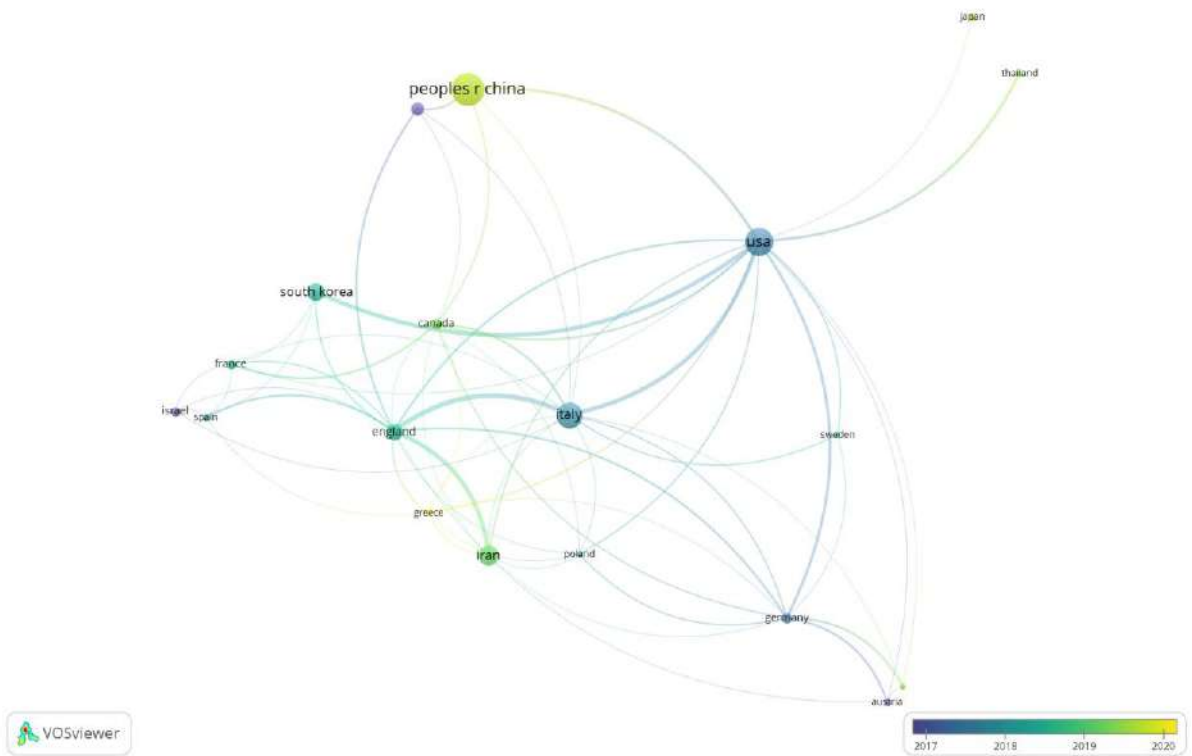 japan
thailand
peoples r china
usa
south korea
canada
france
israel
spain
italy
england
sweden
greece
iran
poland
germany
austria
VOSviewer
2017 2018 2019 2020